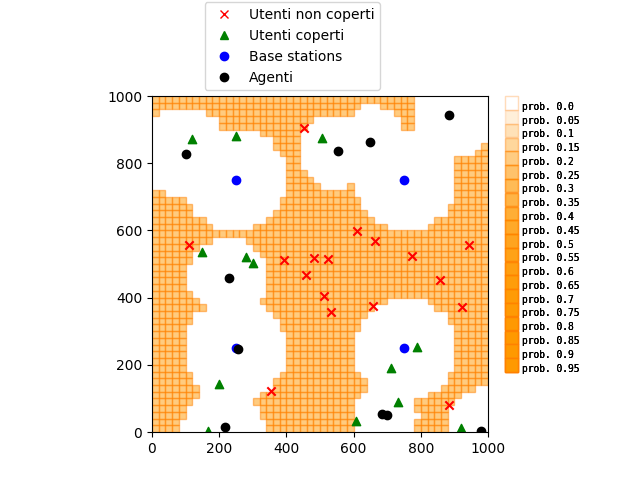 Utenti non coperti
Utenti coperti
Base stations
Agenti
1000
800
600
400
200
0
0
200
400
600
800
1000
prob. 0.0
prob. 0.05
prob. 0.1
prob. 0.15
prob. 0.2
prob. 0.25
prob. 0.3
prob. 0.35
prob. 0.4
prob. 0.45
prob. 0.5
prob. 0.55
prob. 0.6
prob. 0.65
prob. 0.7
prob. 0.75
prob. 0.8
prob. 0.85
prob. 0.9
prob. 0.95